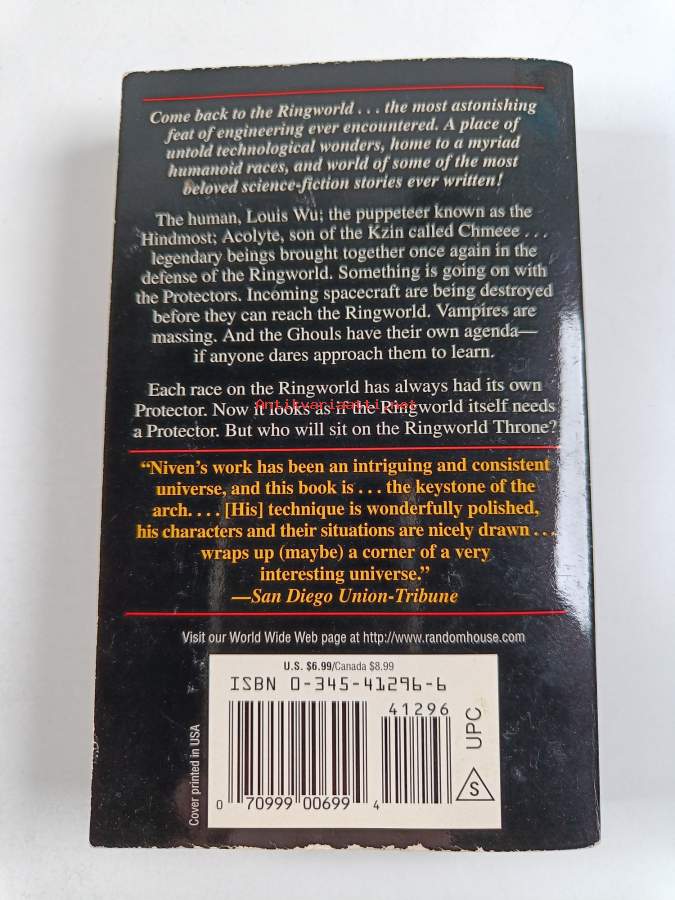 Come back to the Ringworld . . . the most astonishing
feat of engineering ever encountered. A place of
untold technological wonders, home to a myriad
humanoid races, and world of some of the most
beloved science-fiction stories ever written!
The human, Louis Wu; the puppeteer known as the
Hindmost; Acolyte, son of the Kzin called Chmeee . . .
legendary beings brought together once again in the
defense of the Ringworld. Something is going on with
the Protectors. Incoming spacecraft are being destroyed
before they can reach the Ringworld. Vampires are
massing. And the Ghouls have their own agenda—
if anyone dares approach them to learn.
Each race on the Ringworld has always had its own
Antikvariaatti.net
Protector. Now it looks as if the Ringworld itself needs
a Protector. But who will sit on the Ringworld Throne?
“Niven’s work has been an intriguing and consistent
universe, and this book is . . . the keystone of the
arch. . . . [His] technique is wonderfully polished,
his characters and their situations are nicely drawn . . .
wraps up (maybe) a corner of a very
interesting universe.”
—San Diego Union-Tribune
Visit our World Wide Web page at http://www.randomhouse.com
U.S. $6.99/Canada $8.99
ISBN 0-345-41296-6
41296
0 70999 00699 4
UPC
S
Cover printed in USA